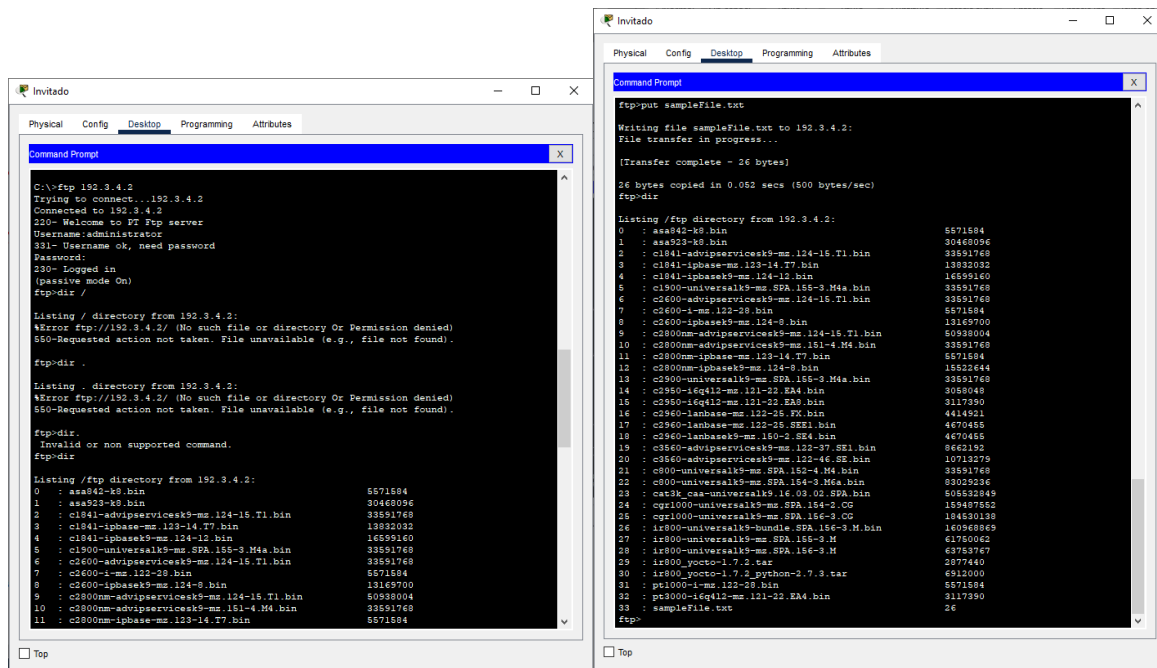 Invitado
Physical Config Desktop Programming Attributes
Command Prompt X
C:\>ftp 192.3.4.2
Trying to connect...192.3.4.2
Connected to 192.3.4.2
220- Welcome to PT Ftp server
Username:administrator
331- Username ok, need password
Password:
230- Logged in
(passive mode On)
ftp>dir /
Listing / directory from 192.3.4.2:
%Error ftp://192.3.4.2/ (No such file or directory Or Permission denied)
550-Requested action not taken. File unavailable (e.g., file not found).
ftp>dir .
Listing . directory from 192.3.4.2:
%Error ftp://192.3.4.2/ (No such file or directory Or Permission denied)
550-Requested action not taken. File unavailable (e.g., file not found).
ftp>dir.
Invalid or non supported command.
ftp>dir
Listing /ftp directory from 192.3.4.2:
0 : asa842-k8.bin 5571584
1 : asa923-k8.bin 30468096
2 : c1841-advipservicesk9-mz.124-15.T1.bin 33591768
3 : c1841-ipbase-mz.123-14.T7.bin 13832032
4 : c1841-ipbasek9-mz.124-12.bin 16599160
5 : c1900-universalk9-mz.SPA.155-3.M4a.bin 33591768
6 : c2600-advipservicesk9-mz.124-15.T1.bin 33591768
7 : c2600-i-mz.122-28.bin 5571584
8 : c2600-ipbasek9-mz.124-8.bin 13169700
9 : c2800nm-advipservicesk9-mz.124-15.T1.bin 50938004
10 : c2800nm-advipservicesk9-mz.151-4.M4.bin 33591768
11 : c2800nm-ipbase-mz.123-14.T7.bin 5571584
Top
Invitado
Physical Config Desktop Programming Attributes
Command Prompt X
ftp>put sampleFile.txt
Writing file sampleFile.txt to 192.3.4.2:
File transfer in progress...
[Transfer complete - 26 bytes]
26 bytes copied in 0.052 secs (500 bytes/sec)
ftp>dir
Listing /ftp directory from 192.3.4.2:
0 : asa842-k8.bin 5571584
1 : asa923-k8.bin 30468096
2 : c1841-advipservicesk9-mz.124-15.T1.bin 33591768
3 : c1841-ipbase-mz.123-14.T7.bin 13832032
4 : c1841-ipbasek9-mz.124-12.bin 16599160
5 : c1900-universalk9-mz.SPA.155-3.M4a.bin 33591768
6 : c2600-advipservicesk9-mz.124-15.T1.bin 33591768
7 : c2600-i-mz.122-28.bin 5571584
8 : c2600-ipbasek9-mz.124-8.bin 13169700
9 : c2800nm-advipservicesk9-mz.124-15.T1.bin 50938004
10 : c2800nm-advipservicesk9-mz.151-4.M4.bin 33591768
11 : c2800nm-ipbase-mz.123-14.T7.bin 5571584
12 : c2800nm-ipbasek9-mz.124-8.bin 15522644
13 : c2900-universalk9-mz.SPA.155-3.M4a.bin 33591768
14 : c2950-i6q4l2-mz.121-22.EA4.bin 3058048
15 : c2950-i6q4l2-mz.121-22.EA8.bin 3117390
16 : c2960-lanbase-mz.122-25.FX.bin 4414921
17 : c2960-lanbase-mz.122-25.SEE1.bin 4670455
18 : c2960-lanbasek9-mz.150-2.SE4.bin 4670455
19 : c3560-advipservicesk9-mz.122-37.SE1.bin 8662192
20 : c3560-advipservicesk9-mz.122-46.SE.bin 10713279
21 : c800-universalk9-mz.SPA.152-4.M4.bin 33591768
22 : c800-universalk9-mz.SPA.154-3.M6a.bin 83029236
23 : cat3k_caa-universalk9.16.03.02.SPA.bin 505532849
24 : cgr1000-universalk9-mz.SPA.154-2.CG 159487552
25 : cgr1000-universalk9-mz.SPA.156-3.CG 184530138
26 : ir800-universalk9-bundle.SPA.156-3.M.bin 160968869
27 : ir800-universalk9-mz.SPA.155-3.M 61750062
28 : ir800-universalk9-mz.SPA.156-3.M 63753767
29 : ir800_yocto-1.7.2.tar 2877440
30 : ir800_yocto-1.7.2_python-2.7.3.tar 6912000
31 : pt1000-i-mz.122-28.bin 5571584
32 : pt3000-i6q4l2-mz.121-22.EA4.bin 3117390
33 : sampleFile.txt 26
ftp>
Top